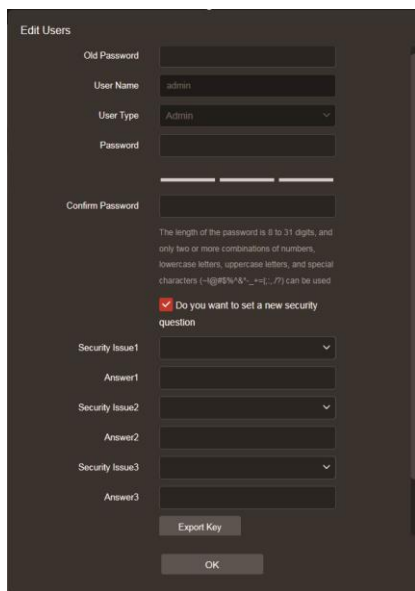 Edit Users
Old Password
User Name admin
User Type Admin
Password
Confirm Password
The length of the password is 8 to 31 digits, and
only two or more combinations of numbers,
lowercase letters, uppercase letters, and special
characters (~!@#$%^&*-_+=|;:,./?) can be used
Do you want to set a new security
question
Security Issue1
Answer1
Security Issue2
Answer2
Security Issue3
Answer3
Export Key
OK